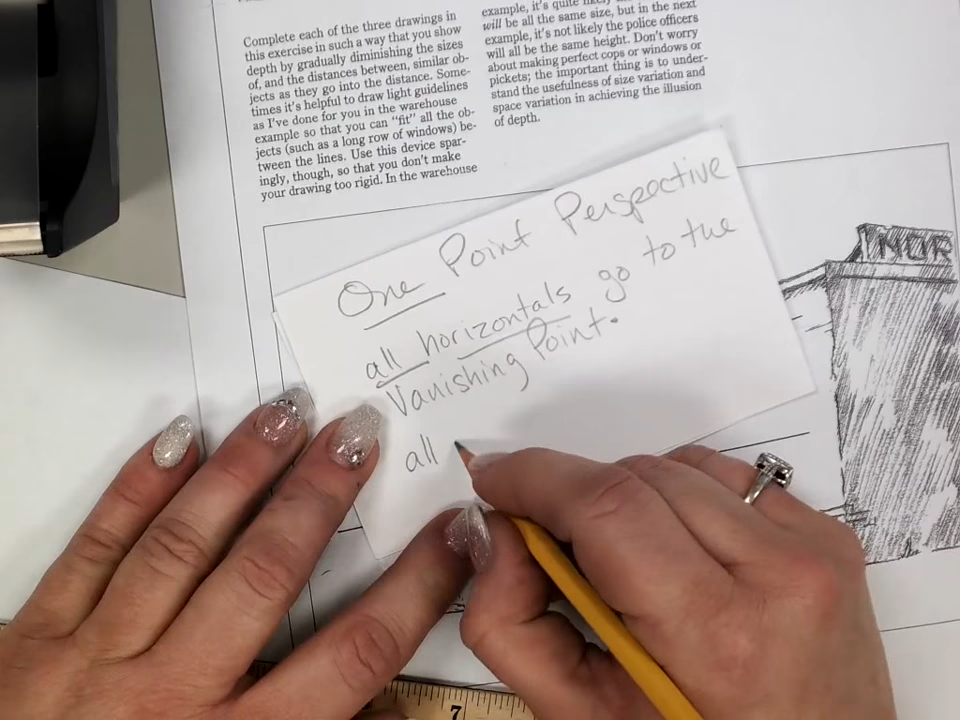 Complete each of the three drawings in
this exercise in such a way that you show
depth by gradually diminishing the sizes
of, and the distances between, similar ob-
jects as they go into the distance. Some-
times it's helpful to draw light guidelines
as I've done for you in the warehouse
example so that you can "fit" all the ob-
jects (such as a long row of windows) be-
tween the lines. Use this device spar-
ingly, though, so that you don't make
your drawing too rigid. In the warehouse
example, it's quite likely
will be all the same size, but in the next
example, it's not likely the police officers
will all be the same height. Don't worry
about making perfect cops or windows or
pickets; the important thing is to under-
stand the usefulness of size variation and
space variation in achieving the illusion
of depth.
One Point Perspective
all horizontals go to the
Vanishing Point.
all
NOR
7